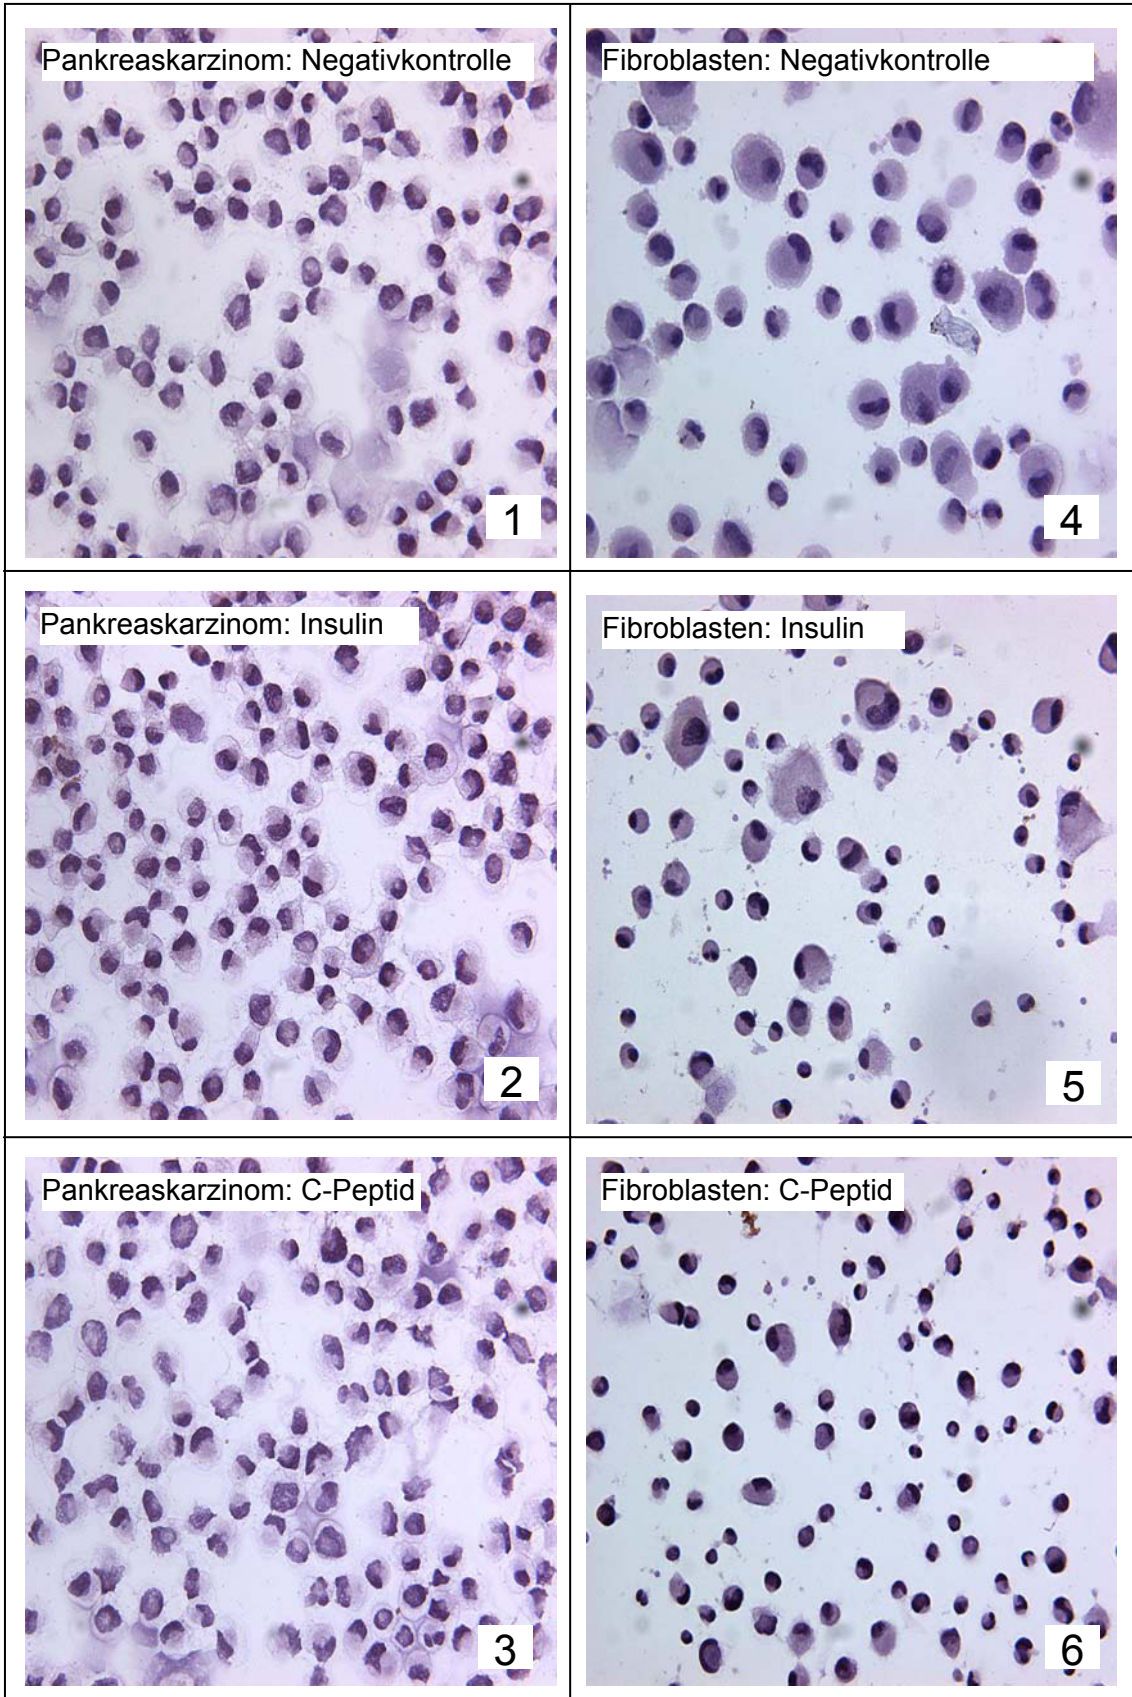 Pankreaskarzinom: Negativkontrolle
1
Fibroblasten: Negativkontrolle
4
Pankreaskarzinom: Insulin
2
Fibroblasten: Insulin
5
Pankreaskarzinom: C-Peptid
3
Fibroblasten: C-Peptid
6